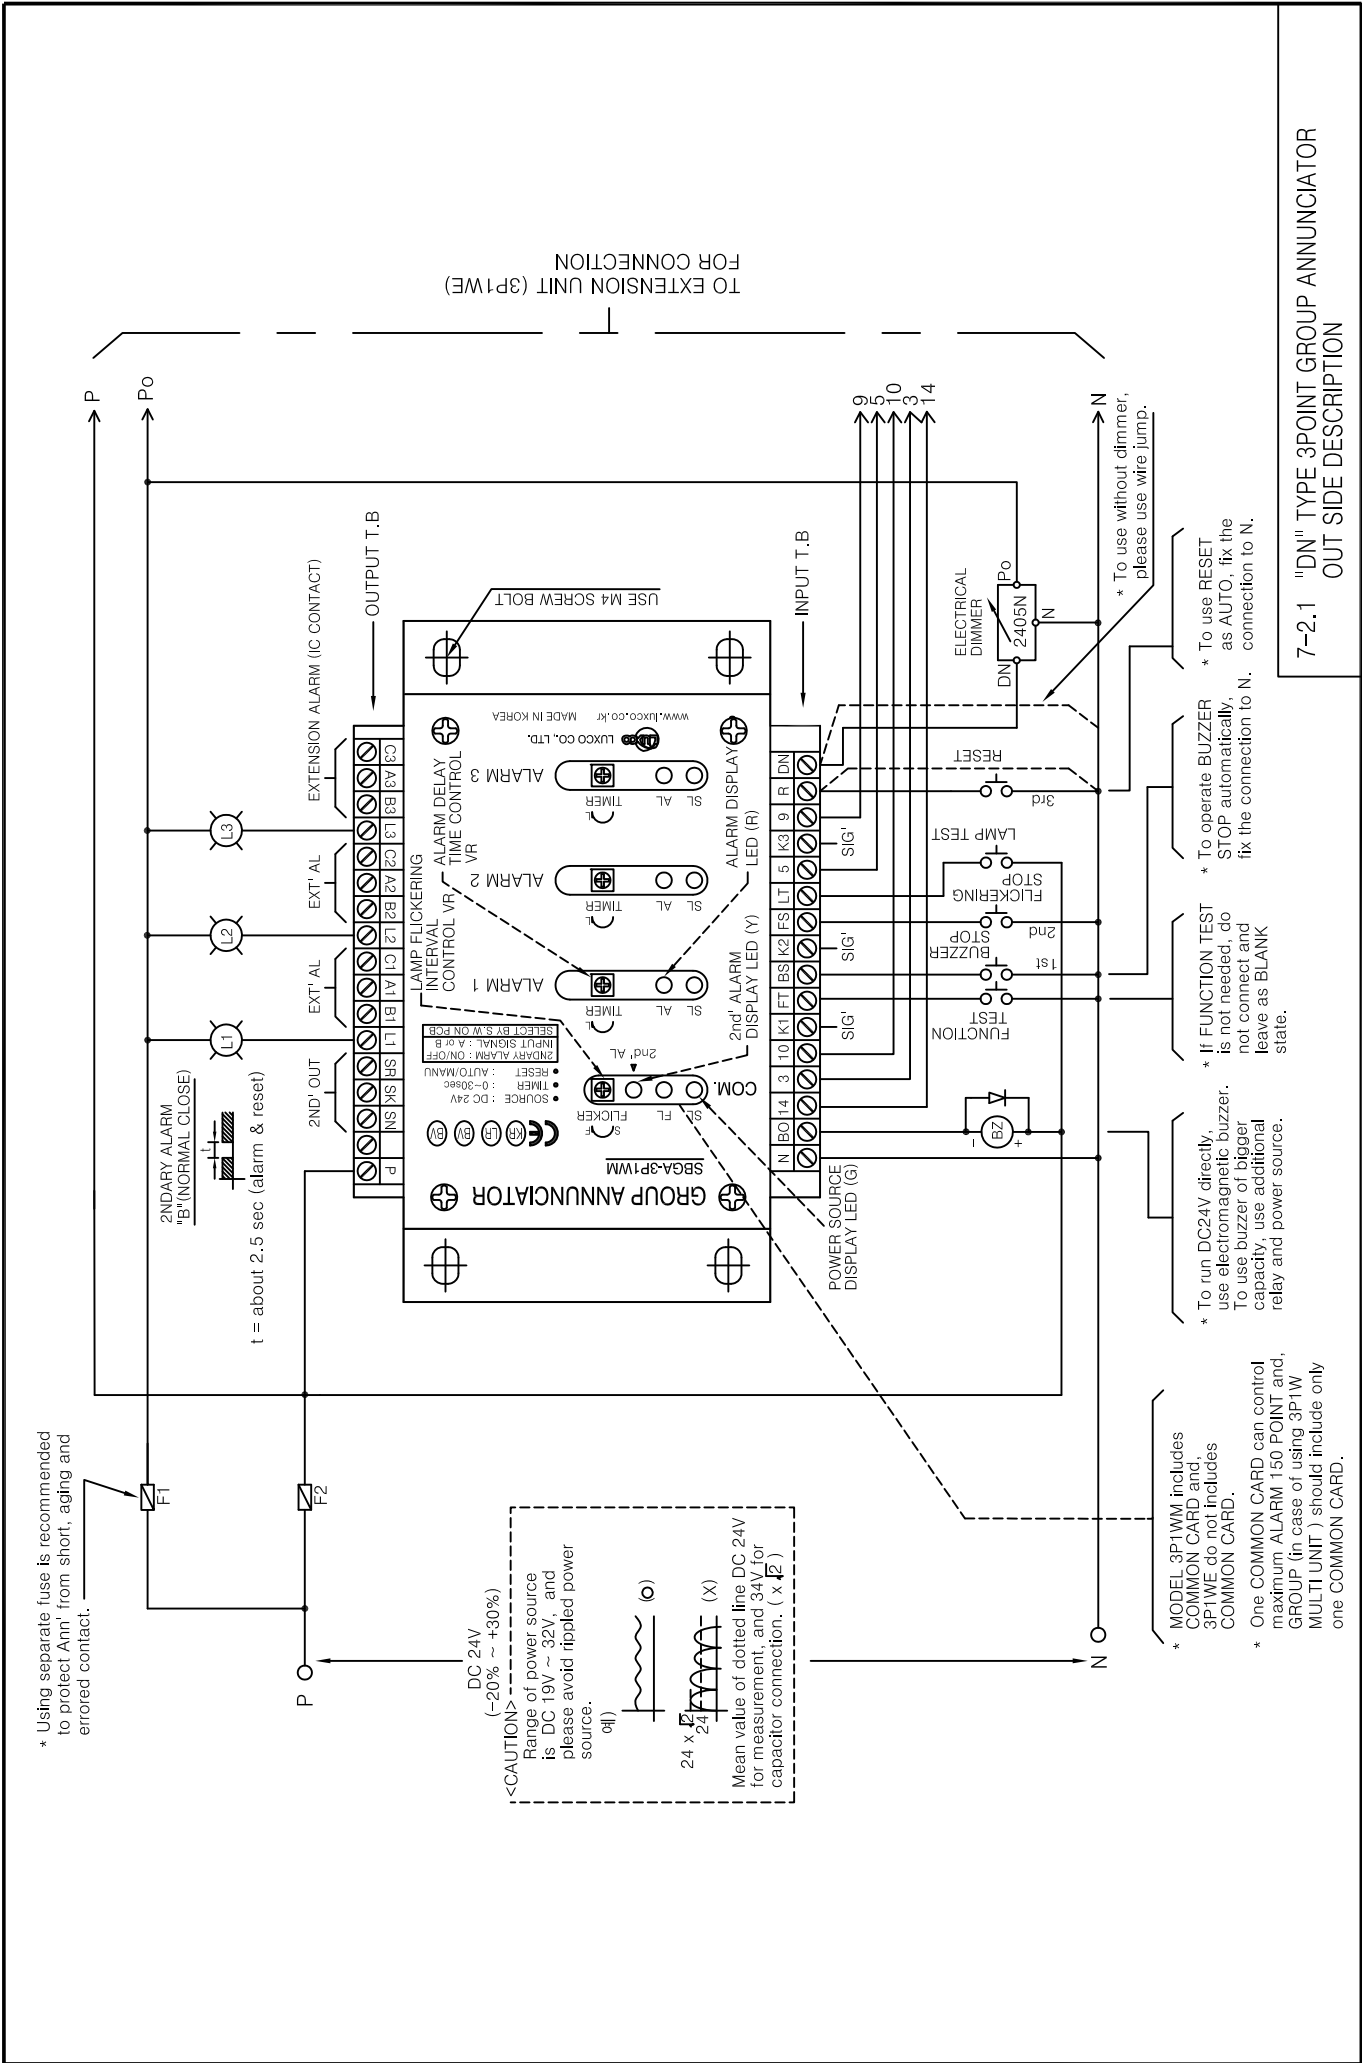 * Using separate fuse is recommended
to protect Ann' from short, aging and
errored contact.
F1
F2
P
DC 24V
(-20% ~ +30%)
<CAUTION>
Range of power source
is DC 19V ~ 32V, and
please avoid rippled power
source.
예)
(O)
24 x √2
24
(X)
Mean value of dotted line DC 24V
for measurement, and 34V for
capacitor connection. ( x √2 )
N
2NDARY ALARM
"B"(NORMAL CLOSE)
t
t = about 2.5 sec (alarm & reset)
L1
L2
L3
P
Po
2ND' OUT
EXT' AL
EXT' AL
EXTENSION ALARM (IC CONTACT)
OUTPUT T.B
P
SN
SK
SR
L1
B1
A1
C1
L2
B2
A2
C2
L3
B3
A3
C3
TO EXTENSION UNIT (3P1WE)
FOR CONNECTION
USE M4 SCREW BOLT
GROUP ANNUNCIATOR
SBGA-3P1WM
CE
KR
LR
BV
BV
• SOURCE : DC 24V
• TIMER : 0~30sec
• RESET : AUTO/MANU
2NDARY ALARM : ON/OFF
INPUT SIGNAL : A or B
SELECT BY S.W ON PCB
COM.
SL
FL
2nd' AL
FLICKER
S
F
LAMP FLICKERING
INTERVAL
CONTROL VR
ALARM DELAY
TIME CONTROL
VR
ALARM 1
SL
AL
TIMER
L
ALARM 2
SL
AL
TIMER
L
ALARM 3
SL
AL
TIMER
L
LUXCO CO., LTD.
www.luxco.co.kr MADE IN KOREA
2nd' ALARM
DISPLAY LED (Y)
ALARM DISPLAY
LED (R)
POWER SOURCE
DISPLAY LED (G)
INPUT T.B
N
BO
14
3
10
K1
FT
BS
K2
FS
LT
5
K3
9
R
DN
SIG'
SIG'
SIG'
BZ
-
+
FUNCTION
TEST
BUZZER
STOP
1st
FLICKERING
STOP
2nd
LAMP TEST
RESET
3rd
ELECTRICAL
DIMMER
DN
2405N
Po
N
9
5
10
3
14
N
* To use without dimmer,
please use wire jump.
* MODEL 3P1WM includes
COMMON CARD and,
3P1WE do not includes
COMMON CARD.
* One COMMON CARD can control
maximum ALARM 150 POINT and,
GROUP (in case of using 3P1W
MULTI UNIT ) should include only
one COMMON CARD.
* To run DC24V directly,
use electromagnetic buzzer.
To use buzzer of bigger
capacity, use additional
relay and power source.
* If FUNCTION TEST
is not needed, do
not connect and
leave as BLANK
state.
* To operate BUZZER
STOP automatically,
fix the connection to N.
* To use RESET
as AUTO, fix the
connection to N.
7-2.1 "DN" TYPE 3POINT GROUP ANNUNCIATOR
OUT SIDE DESCRIPTION